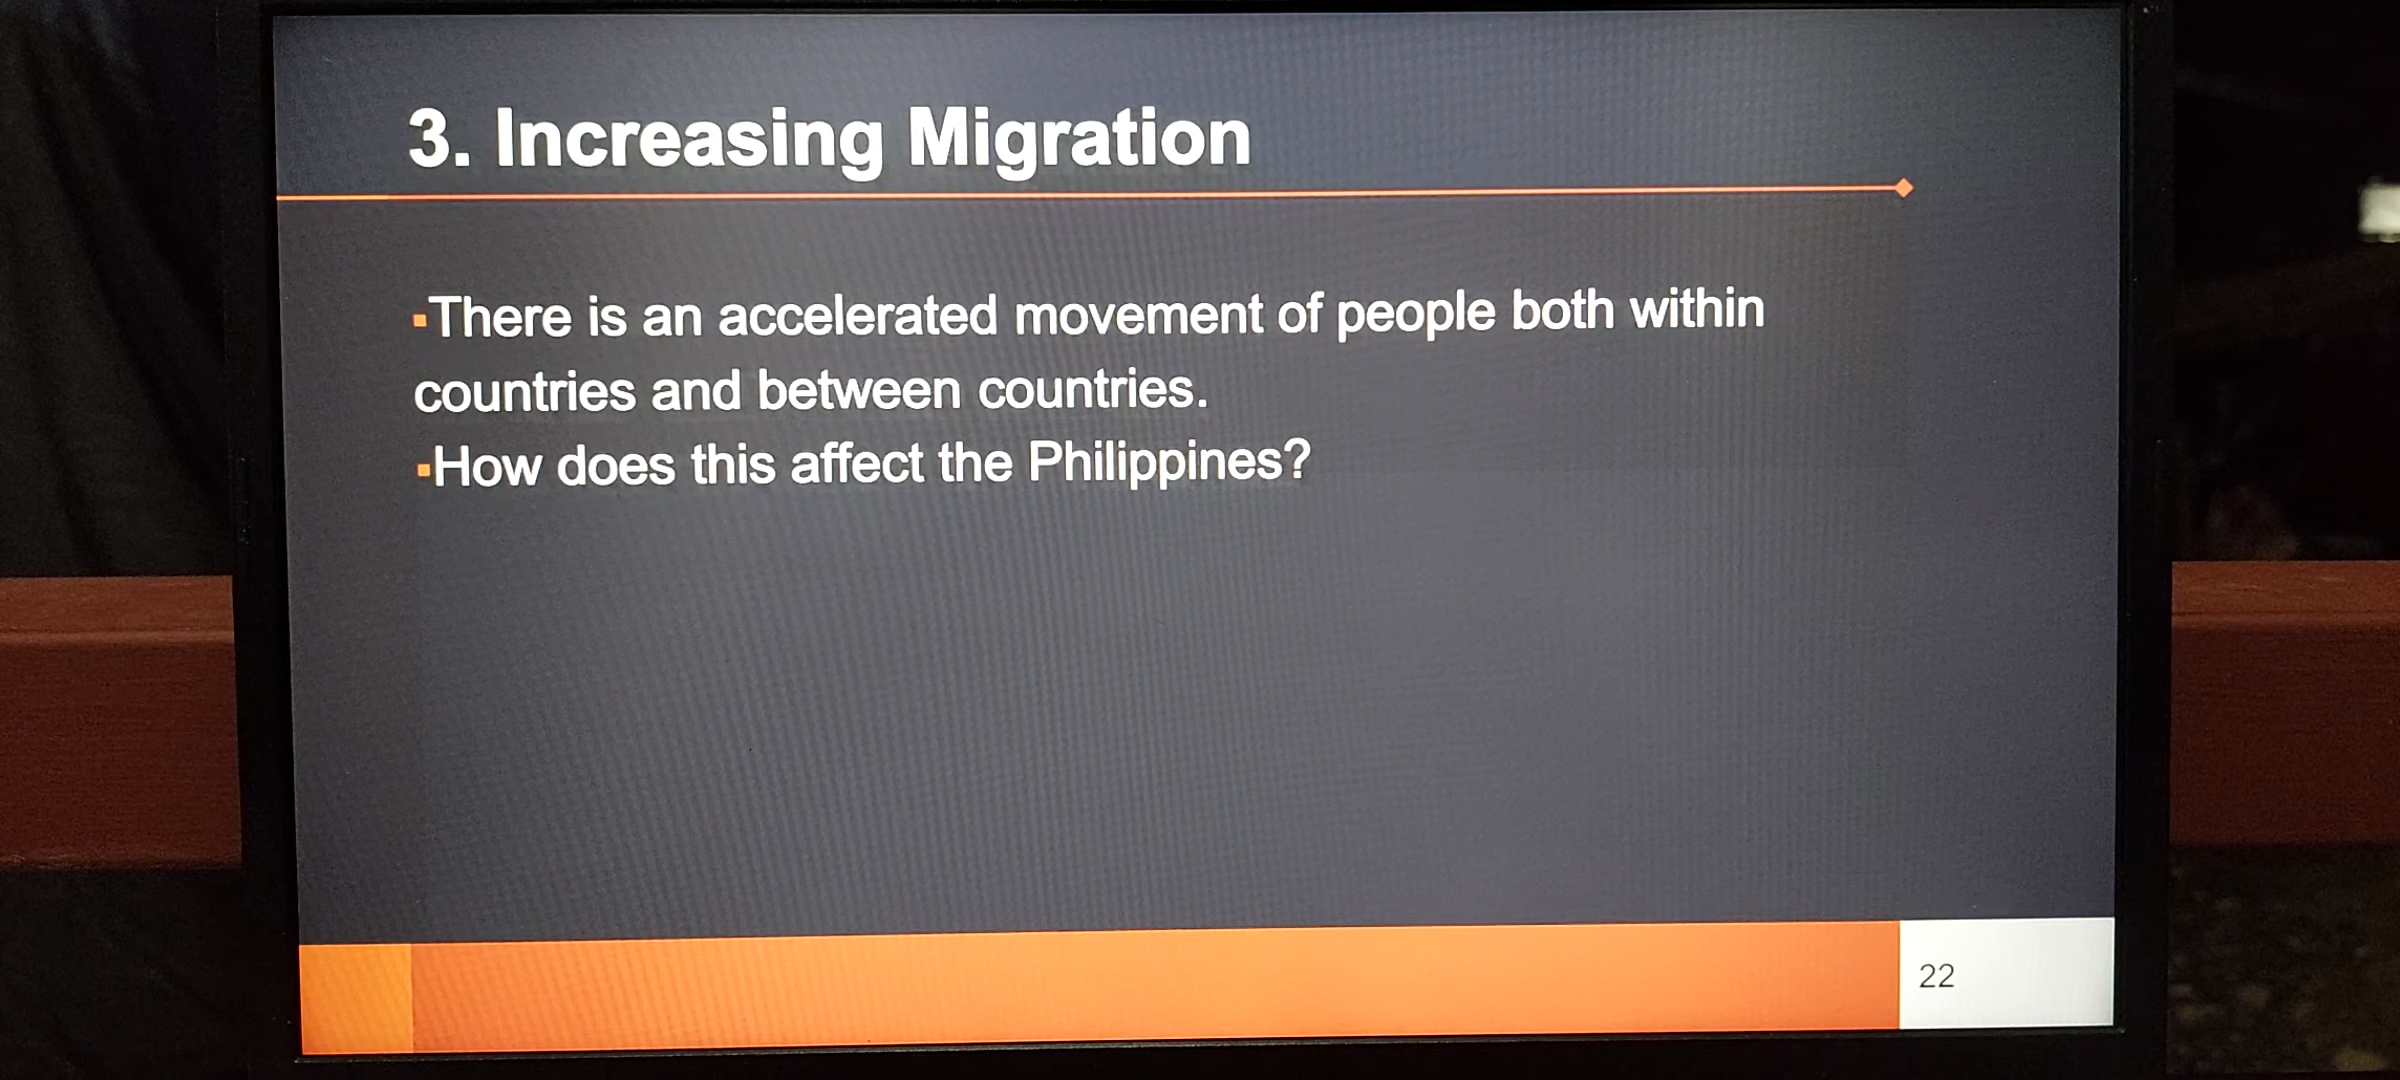 3. Increasing Migration
▪There is an accelerated movement of people both within
countries and between countries.
▪How does this affect the Philippines?
22